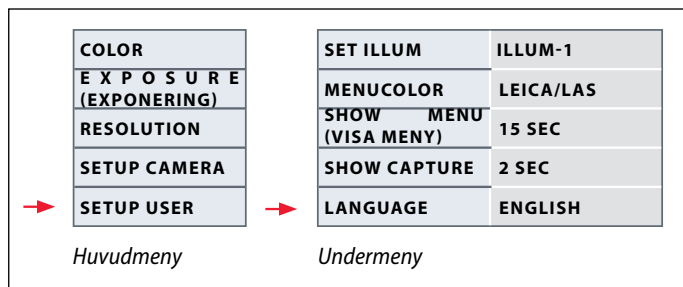 COLOR
EXPOSURE
(EXPONERING)
RESOLUTION
SETUP CAMERA
SETUP USER
Huvudmeny
SET ILLUM ILLUM-1
MENUCOLOR LEICA/LAS
SHOW MENU
(VISA MENY) 15 SEC
SHOW CAPTURE 2 SEC
LANGUAGE ENGLISH
Undermeny